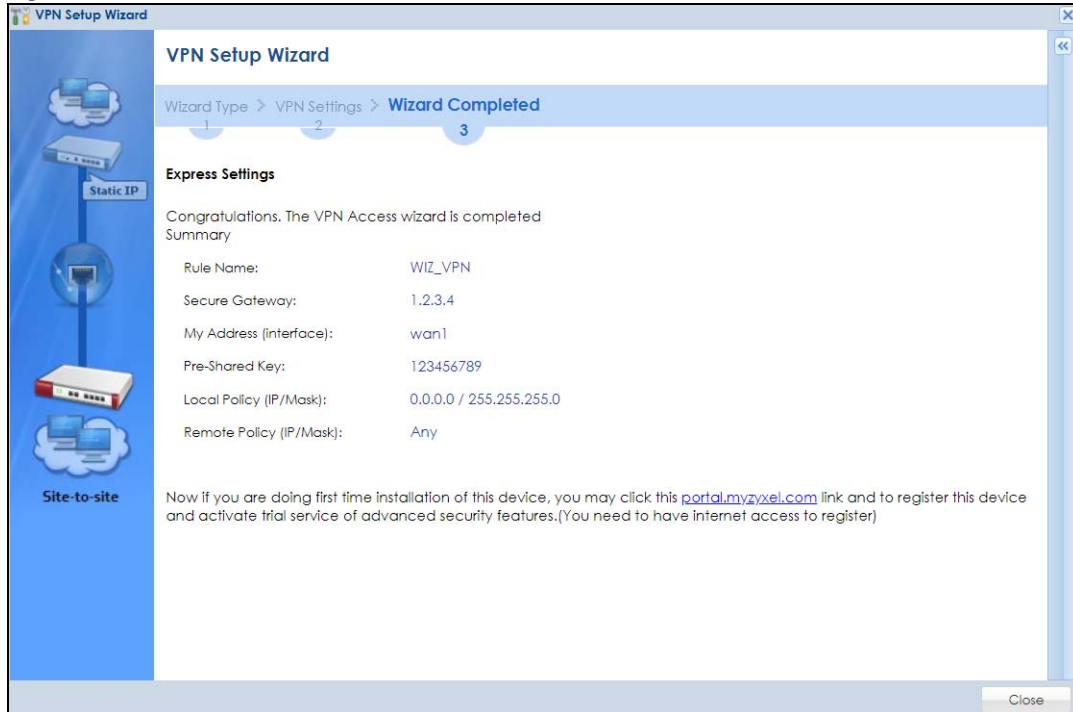 VPN Setup Wizard
VPN Setup Wizard
Wizard Type > VPN Settings > Wizard Completed
1 2 3
Static IP
Site-to-site
Express Settings
Congratulations. The VPN Access wizard is completed
Summary
Rule Name: WIZ_VPN
Secure Gateway: 1.2.3.4
My Address (interface): wan1
Pre-Shared Key: 123456789
Local Policy (IP/Mask): 0.0.0.0 / 255.255.255.0
Remote Policy (IP/Mask): Any
Now if you are doing first time installation of this device, you may click this portal.myzyxel.com link and to register this device
and activate trial service of advanced security features.(You need to have internet access to register)
Close